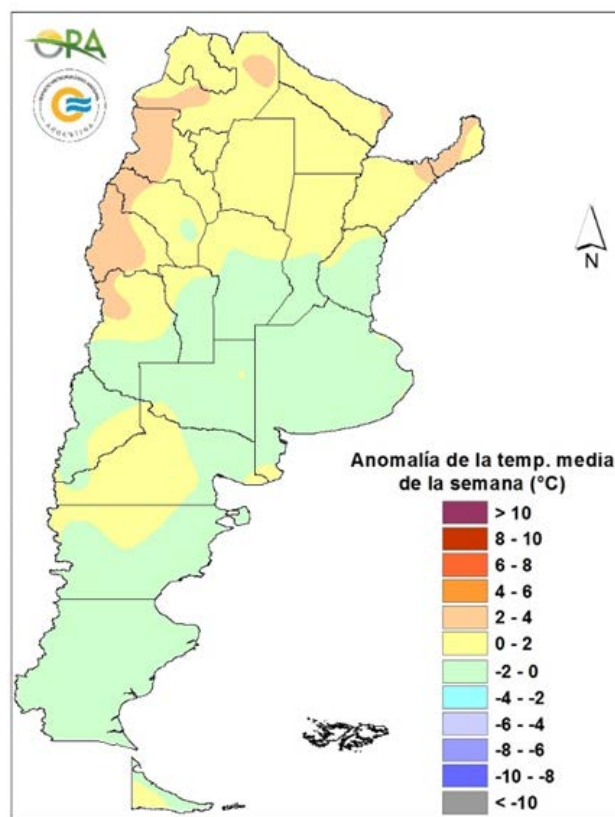 ORA
ARGENTINA
N
Anomalía de la temp. media
de la semana (°C)
> 10
8 - 10
6 - 8
4 - 6
2 - 4
0 - 2
-2 - 0
-4 - -2
-6 - -4
-8 - -6
-10 - -8
< -10